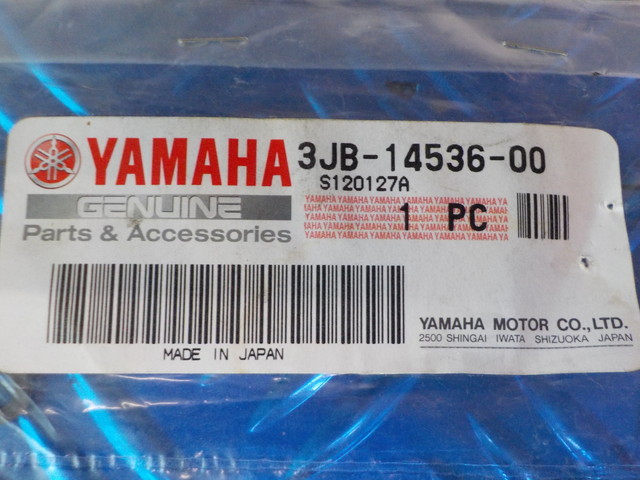 YAMAHA 3JB-14536-00
S120127A
GENUINE
Parts & Accessories
1 PC
MADE IN JAPAN
YAMAHA MOTOR CO., LTD.
2500 SHINGAI IWATA SHIZUOKA JAPAN